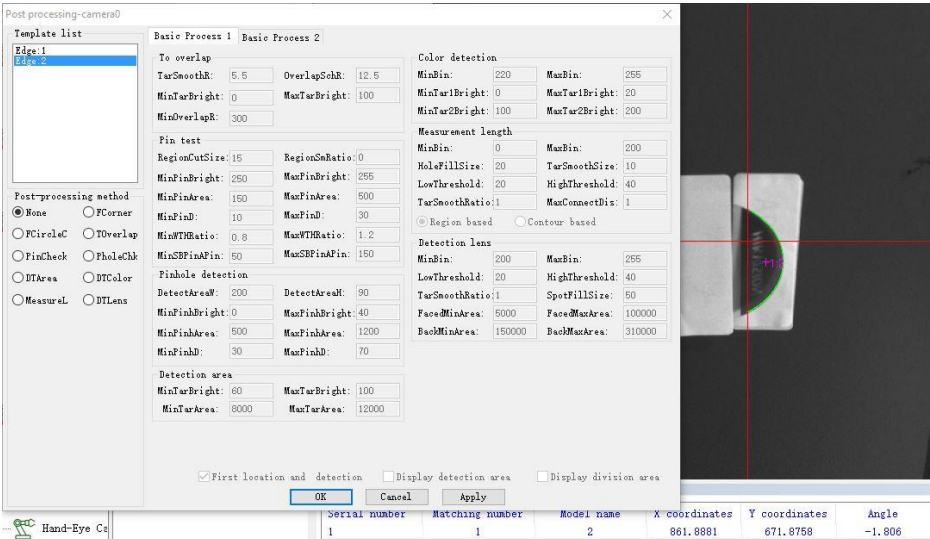 Post processing-camera0
Template list
Edge:1
Edge:2
Post-processing method
None FCorner
FCircleC TOverlap
PinCheck PholeChk
DTArea DTColor
MeasureL DTLens
Basic Process 1 Basic Process 2
To overlap
TarSmoothR: 5.5 OverlapSchR: 12.5
MinTarBright: 0 MaxTarBright: 100
MinOverlapR: 300
Pin test
RegionCutSize: 15 RegionSmRatio: 0
MinPinBright: 250 MaxPinBright: 255
MinPinArea: 150 MaxPinArea: 500
MinPinD: 10 MaxPinD: 30
MinWTHRatio: 0.8 MaxWTHRatio: 1.2
MinSBPinAPin: 50 MaxSBPinAPin: 150
Pinhole detection
DetectAreaW: 200 DetectAreaH: 90
MinPinhBright: 0 MaxPinhBright: 40
MinPinhArea: 500 MaxPinhArea: 1200
MinPinhD: 30 MaxPinhD: 70
Detection area
MinTarBright: 60 MaxTarBright: 100
MinTarArea: 8000 MaxTarArea: 12000
Color detection
MinBin: 220 MaxBin: 255
MinTar1Bright: 0 MaxTar1Bright: 20
MinTar2Bright: 100 MaxTar2Bright: 200
Measurement length
MinBin: 0 MaxBin: 200
HoleFillSize: 20 TarSmoothSize: 10
LowThreshold: 20 HighThreshold: 40
TarSmoothRatio: 1 MaxConnectDis: 1
Region based Contour based
Detection lens
MinBin: 200 MaxBin: 255
LowThreshold: 20 HighThreshold: 40
TarSmoothRatio: 1 SpotFillSize: 50
FacedMinArea: 5000 FacedMaxArea: 100000
BackMinArea: 150000 BackMaxArea: 310000
First location and detection Display detection area Display division area
OK Cancel Apply
Hand-Eye Ca
Serial number Matching number Model name X coordinates Y coordinates Angle
1 1 2 861.8881 671.8758 -1.806